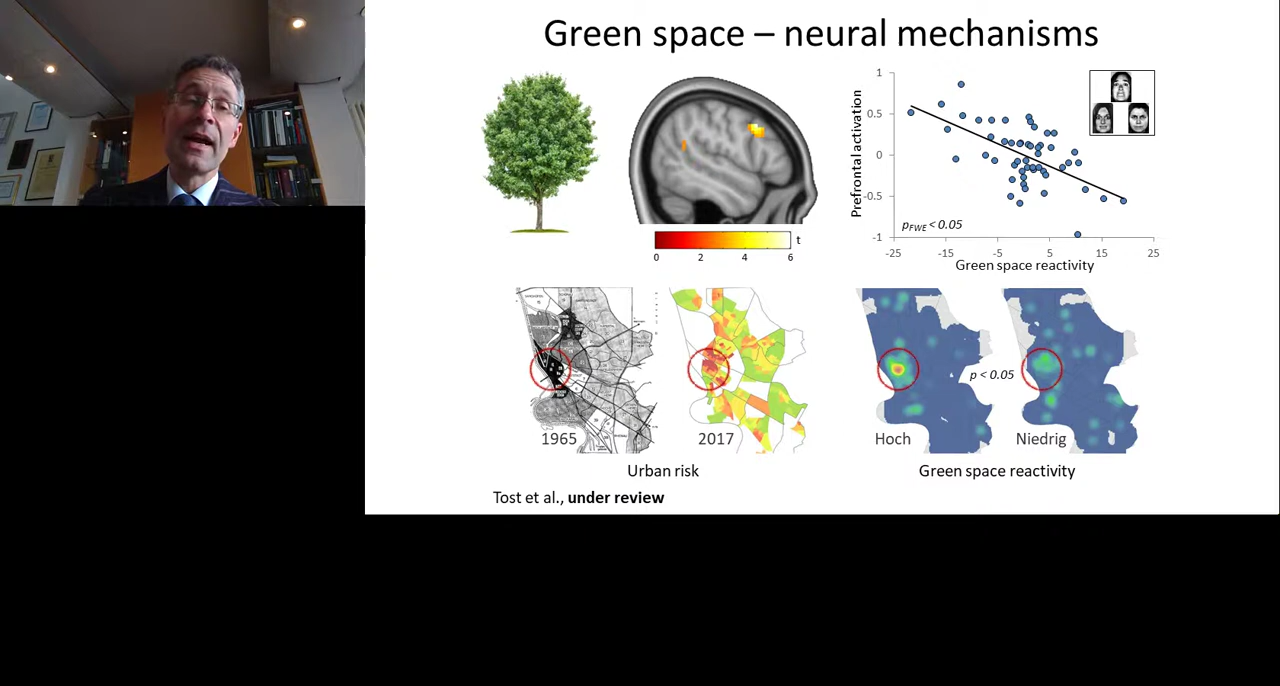 Green space – neural mechanisms
t
0 2 4 6
Prefrontal activation
1
0.5
0
-0.5
-1
pFWE < 0.05
-25 -15 -5 5 15 25
Green space reactivity
1965
2017
Urban risk
Hoch
p < 0.05
Niedrig
Green space reactivity
Tost et al., under review